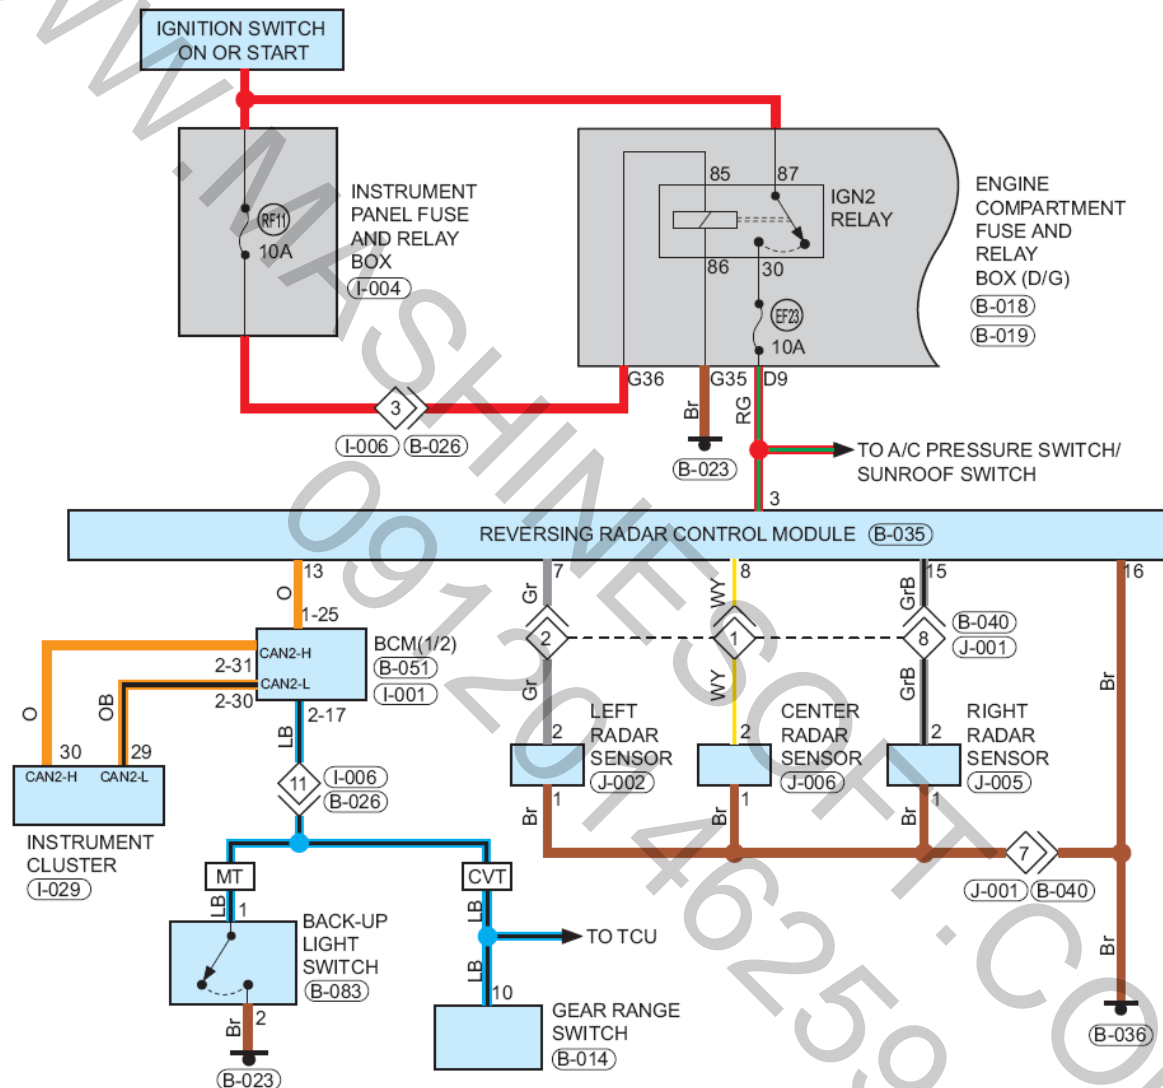 IGNITION SWITCH
ON OR START
RF11
10A
INSTRUMENT
PANEL FUSE
AND RELAY
BOX
I-004
85
87
IGN2
RELAY
86
30
EF23
10A
ENGINE
COMPARTMENT
FUSE AND
RELAY
BOX (D/G)
B-018
B-019
G36
G35
D9
3
I-006
B-026
Br
RG
B-023
TO A/C PRESSURE SWITCH/
SUNROOF SWITCH
3
REVERSING RADAR CONTROL MODULE
B-035
13
7
8
15
16
O
Gr
WY
GrB
1-25
2
1
8
B-040
J-001
CAN2-H
CAN2-L
BCM(1/2)
B-051
I-001
2-31
2-30
2-17
O
OB
LB
Gr
WY
GrB
Br
30
29
CAN2-H
CAN2-L
INSTRUMENT
CLUSTER
I-029
11
I-006
B-026
2
LEFT
RADAR
SENSOR
J-002
2
CENTER
RADAR
SENSOR
J-006
2
RIGHT
RADAR
SENSOR
J-005
1
1
1
Br
Br
Br
7
J-001
B-040
MT
CVT
LB
1
LB
BACK-UP
LIGHT
SWITCH
B-083
TO TCU
LB
10
Br
2
B-023
GEAR RANGE
SWITCH
B-014
Br
B-036
WWW.MASHINESOFT.CO
0912014625